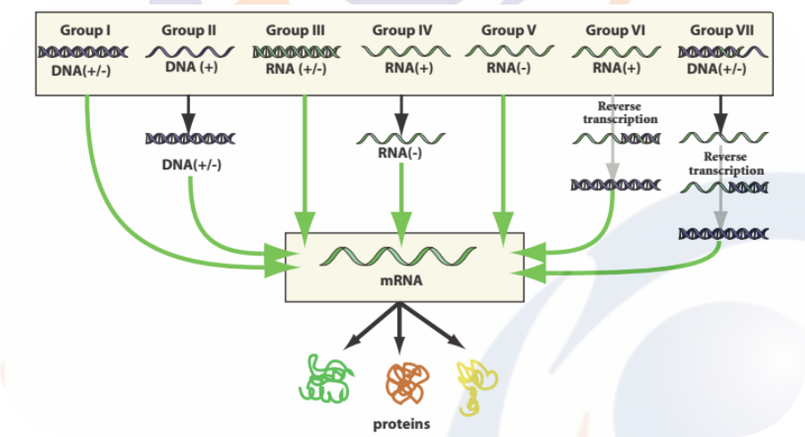 Group I
DNA(+/-)
Group II
DNA (+)
Group III
RNA (+/-)
Group IV
RNA(+)
Group V
RNA(-)
Group VI
RNA(+)
Group VII
DNA(+/-)
DNA(+/-)
RNA(-)
Reverse
transcription
Reverse
transcription
mRNA
proteins